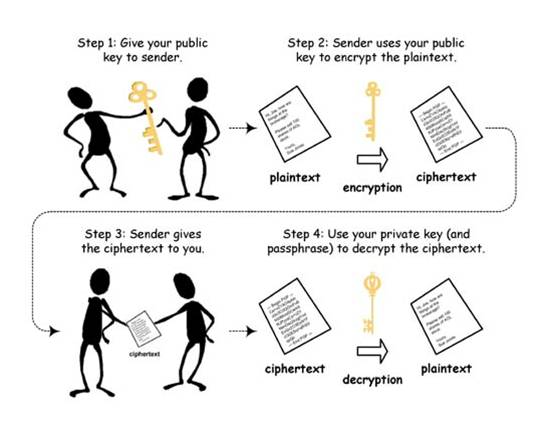 Step 1: Give your public
key to sender.
Step 2: Sender uses your public
key to encrypt the plaintext.
plaintext
encryption
ciphertext
Step 3: Sender gives
the ciphertext to you.
Step 4: Use your private key (and
passphrase) to decrypt the ciphertext.
ciphertext
ciphertext
decryption
plaintext